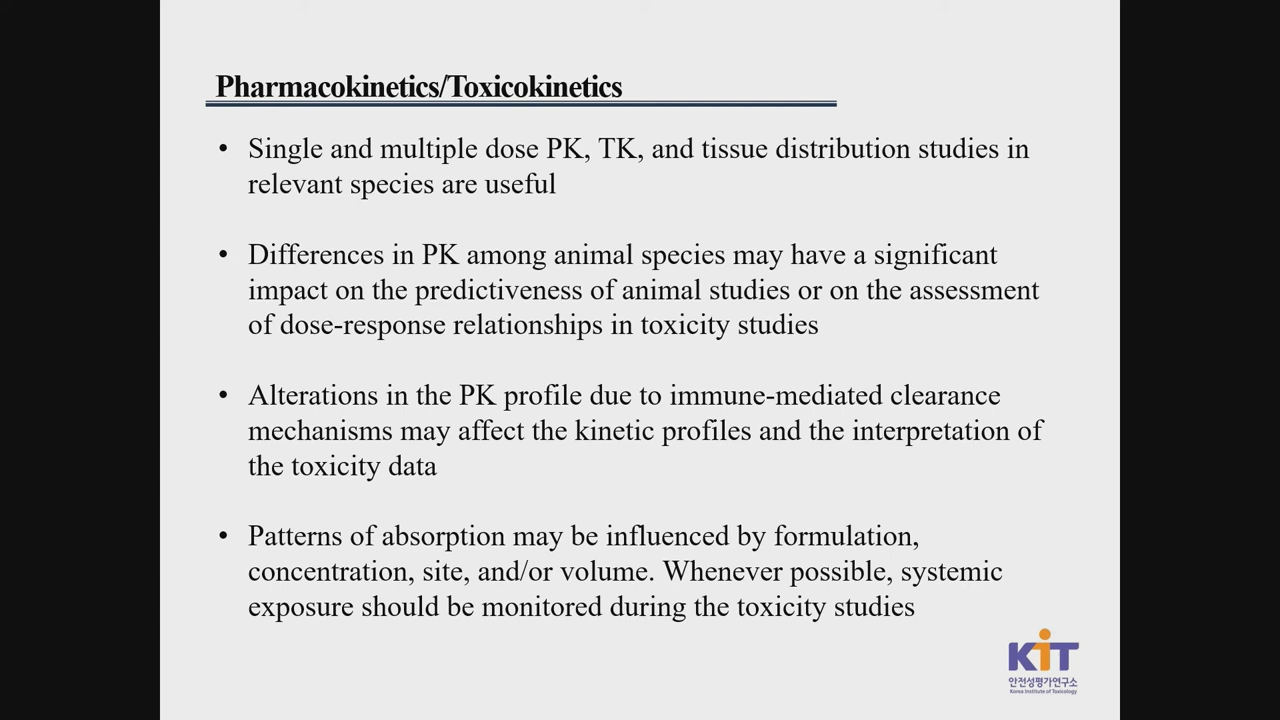 Pharmacokinetics/Toxicokinetics
• Single and multiple dose PK, TK, and tissue distribution studies in
relevant species are useful
• Differences in PK among animal species may have a significant
impact on the predictiveness of animal studies or on the assessment
of dose-response relationships in toxicity studies
• Alterations in the PK profile due to immune-mediated clearance
mechanisms may affect the kinetic profiles and the interpretation of
the toxicity data
• Patterns of absorption may be influenced by formulation,
concentration, site, and/or volume. Whenever possible, systemic
exposure should be monitored during the toxicity studies
KiT
안전성평가연구소
Korea Institute of Toxicology